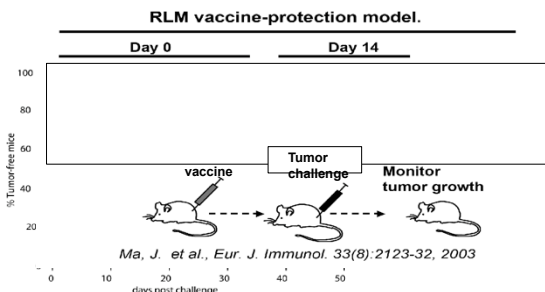 RLM vaccine-protection model.
Day 0 Day 14
100
80
60
40
20
% Tumor-free mice
vaccine
Tumor
challenge
Monitor
tumor growth
Ma, J. et al., Eur. J. Immunol. 33(8):2123-32, 2003
0 10 20 30 40 50
days post challenge